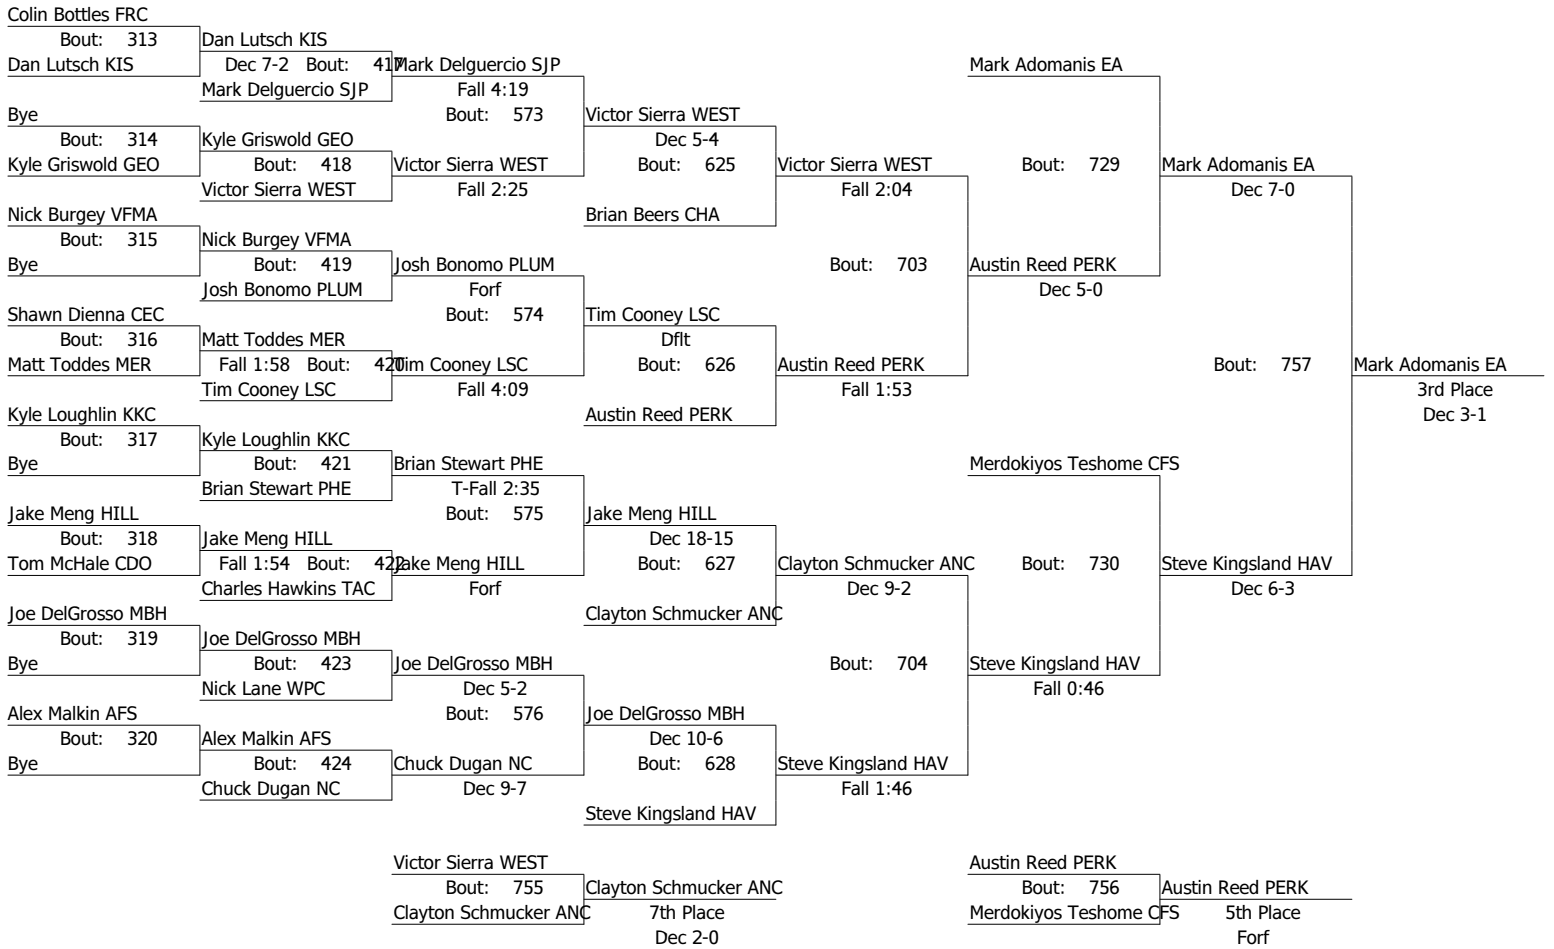 Colin Bottles FRC
Bout: 313
Dan Lutsch KIS
Dan Lutsch KIS
Dec 7-2 Bout: 417
Mark Delguercio SJP
Mark Delguercio SJP
Fall 4:19
Bout: 573
Bye
Bout: 314
Kyle Griswold GEO
Kyle Griswold GEO
Bout: 418
Victor Sierra WEST
Victor Sierra WEST
Fall 2:25
Victor Sierra WEST
Dec 5-4
Bout: 625
Brian Beers CHA
Victor Sierra WEST
Fall 2:04
Nick Burgey VFMA
Bout: 315
Bye
Nick Burgey VFMA
Bout: 419
Josh Bonomo PLUM
Josh Bonomo PLUM
Forf
Bout: 574
Shawn Dienna CEC
Bout: 316
Matt Toddes MER
Matt Toddes MER
Fall 1:58 Bout: 420
Tim Cooney LSC
Tim Cooney LSC
Fall 4:09
Tim Cooney LSC
Dflt
Bout: 626
Austin Reed PERK
Austin Reed PERK
Fall 1:53
Bout: 703
Mark Adomanis EA
Bout: 729
Austin Reed PERK
Dec 5-0
Mark Adomanis EA
Dec 7-0
Kyle Loughlin KKC
Bout: 317
Bye
Kyle Loughlin KKC
Bout: 421
Brian Stewart PHE
Brian Stewart PHE
T-Fall 2:35
Bout: 575
Jake Meng HILL
Bout: 318
Tom McHale CDO
Jake Meng HILL
Fall 1:54 Bout: 422
Charles Hawkins TAC
Jake Meng HILL
Forf
Jake Meng HILL
Dec 18-15
Bout: 627
Clayton Schmucker ANC
Clayton Schmucker ANC
Dec 9-2
Joe DelGrosso MBH
Bout: 319
Bye
Joe DelGrosso MBH
Bout: 423
Nick Lane WPC
Joe DelGrosso MBH
Dec 5-2
Bout: 576
Alex Malkin AFS
Bout: 320
Bye
Alex Malkin AFS
Bout: 424
Chuck Dugan NC
Chuck Dugan NC
Dec 9-7
Joe DelGrosso MBH
Dec 10-6
Bout: 628
Steve Kingsland HAV
Steve Kingsland HAV
Fall 1:46
Bout: 704
Merdokiyos Teshome CFS
Bout: 730
Steve Kingsland HAV
Fall 0:46
Steve Kingsland HAV
Dec 6-3
Bout: 757
Mark Adomanis EA
3rd Place
Dec 3-1
Victor Sierra WEST
Bout: 755
Clayton Schmucker ANC
Clayton Schmucker ANC
7th Place
Dec 2-0
Austin Reed PERK
Bout: 756
Merdokiyos Teshome CFS
Austin Reed PERK
5th Place
Forf